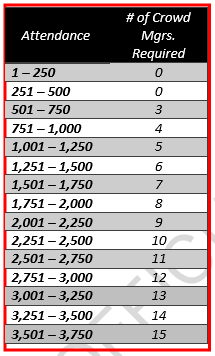 Attendance # of Crowd Mgrs. Required
1 – 250 0
251 – 500 0
501 – 750 3
751 – 1,000 4
1,001 – 1,250 5
1,251 – 1,500 6
1,501 – 1,750 7
1,751 – 2,000 8
2,001 – 2,250 9
2,251 – 2,500 10
2,501 – 2,750 11
2,751 – 3,000 12
3,001 – 3,250 13
3,251 – 3,500 14
3,501 – 3,750 15